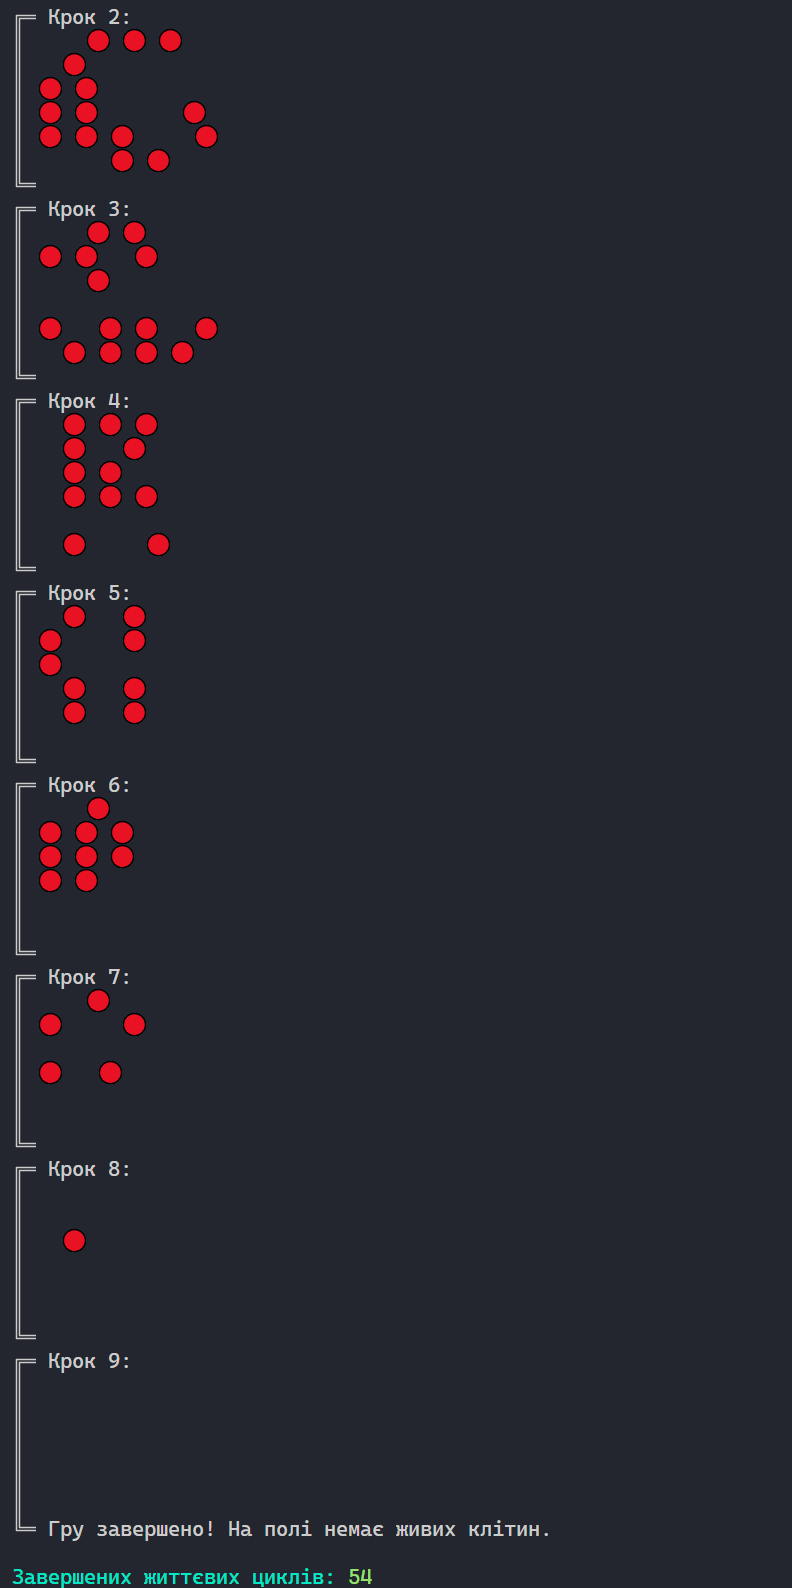 Крок 2:
Крок 3:
Крок 4:
Крок 5:
Крок 6:
Крок 7:
Крок 8:
Крок 9:
Гру завершено! На полі немає живих клітин.
Завершених життєвих циклів: 54